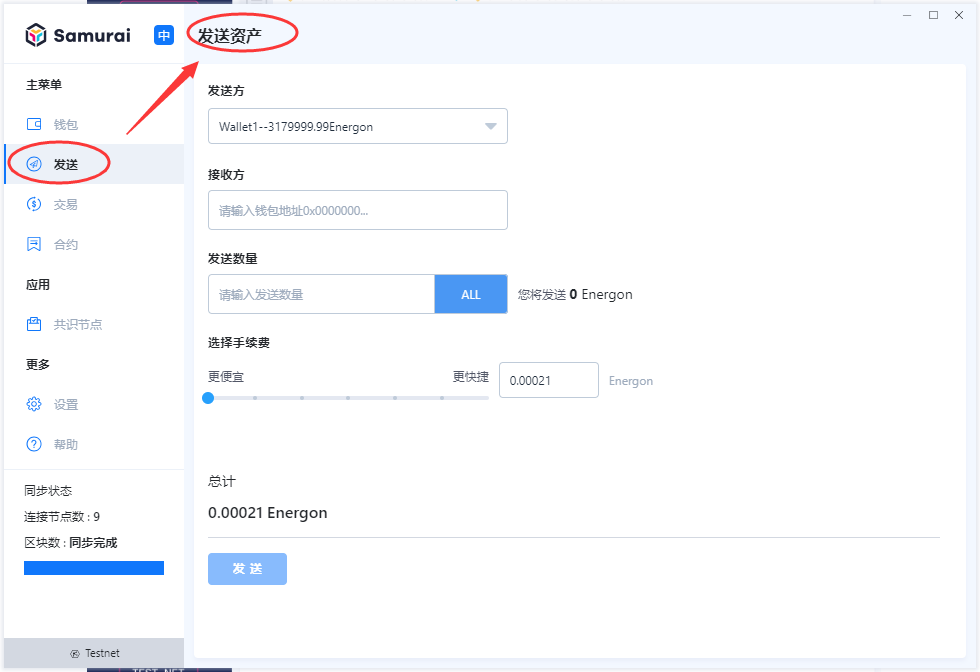 Samurai
中
发送资产
主菜单
钱包
发送
交易
合约
应用
共识节点
更多
设置
帮助
同步状态
连接节点数 : 9
区块数 : 同步完成
Testnet
发送方
Wallet1--3179999.99Energon
接收方
请输入钱包地址0x0000000...
发送数量
请输入发送数量
ALL
您将发送 0 Energon
选择手续费
更便宜
更快捷
0.00021
Energon
总计
0.00021 Energon
发 送
TEST-NET